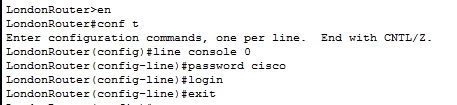 LondonRouter>en
LondonRouter#conf t
Enter configuration commands, one per line.  End with CNTL/Z.
LondonRouter(config)#line console 0
LondonRouter(config-line)#password cisco
LondonRouter(config-line)#login
LondonRouter(config-line)#exit